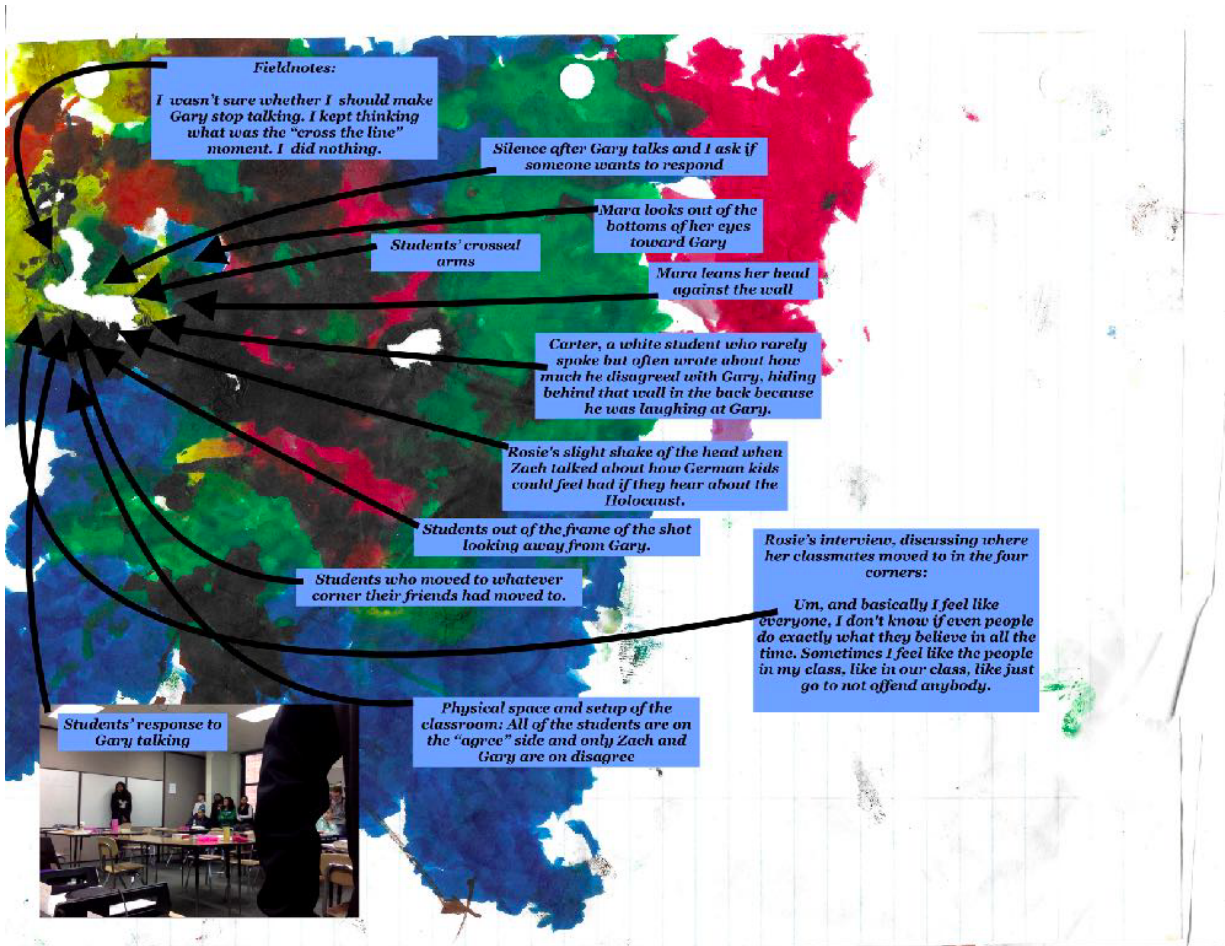 Fieldnotes:
I wasn't sure whether I should make
Gary stop talking. I kept thinking
what was the "cross the line"
moment. I did nothing.
Silence after Gary talks and I ask if
someone wants to respond
Mara looks out of the
bottoms of her eyes
toward Gary
Students' crossed
arms
Mara leans her head
against the wall
Carter, a white student who rarely
spoke but often wrote about how
much he disagreed with Gary, hiding
behind that wall in the back because
he was laughing at Gary.
Rosie's slight shake of the head when
Zach talked about how German kids
could feel bad if they hear about the
Holocaust.
Students out of the frame of the shot
looking away from Gary.
Students who moved to whatever
corner their friends had moved to.
Rosie's interview, discussing where
her classmates moved to in the four
corners:
Um, and basically I feel like
everyone, I don't know if even people
do exactly what they believe in all the
time. Sometimes I feel like the people
in my class, like in our class, like just
go to not offend anybody.
Physical space and setup of the
classroom: All of the students are on
the "agree" side and only Zach and
Gary are on disagree
Students' response to
Gary talking